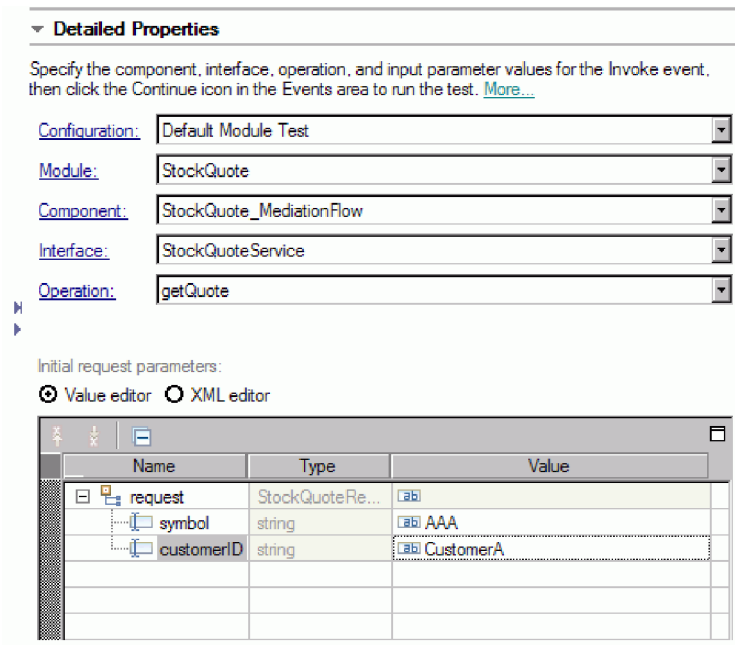 Detailed Properties
Specify the component, interface, operation, and input parameter values for the Invoke event,
then click the Continue icon in the Events area to run the test. More...
Configuration: Default Module Test
Module: StockQuote
Component: StockQuote_MediationFlow
Interface: StockQuoteService
Operation: getQuote
Initial request parameters:
Value editor XML editor
Name Type Value
request StockQuoteRe... ab
symbol string ab AAA
customerID string ab CustomerA